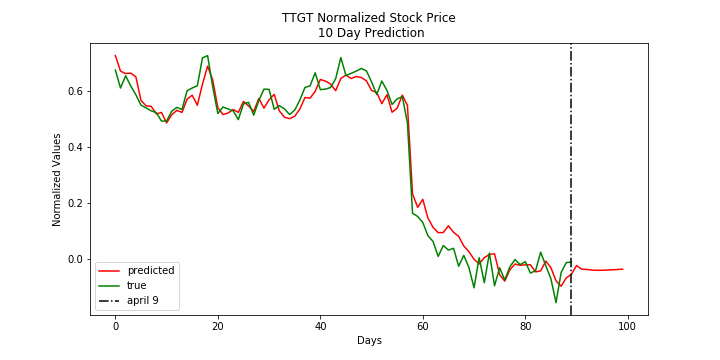 TTGT Normalized Stock Price
10 Day Prediction
Normalized Values
0.6
0.4
0.2
0.0
predicted
true
april 9
0
20
40
60
80
100
Days